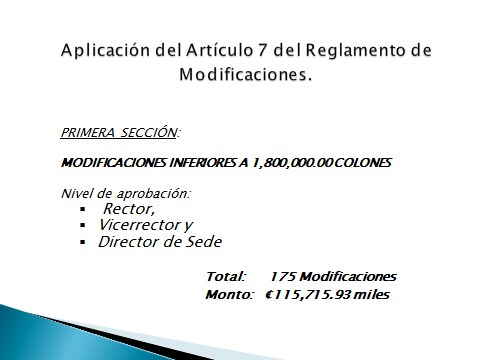 Aplicación del Artículo 7 del Reglamento de
Modificaciones.
PRIMERA SECCIÓN:
MODIFICACIONES INFERIORES A 1,800,000.00 COLONES
Nivel de aprobación:
▪ Rector,
▪ Vicerrector y
▪ Director de Sede
Total: 175 Modificaciones
Monto: ¢115,715.93 miles